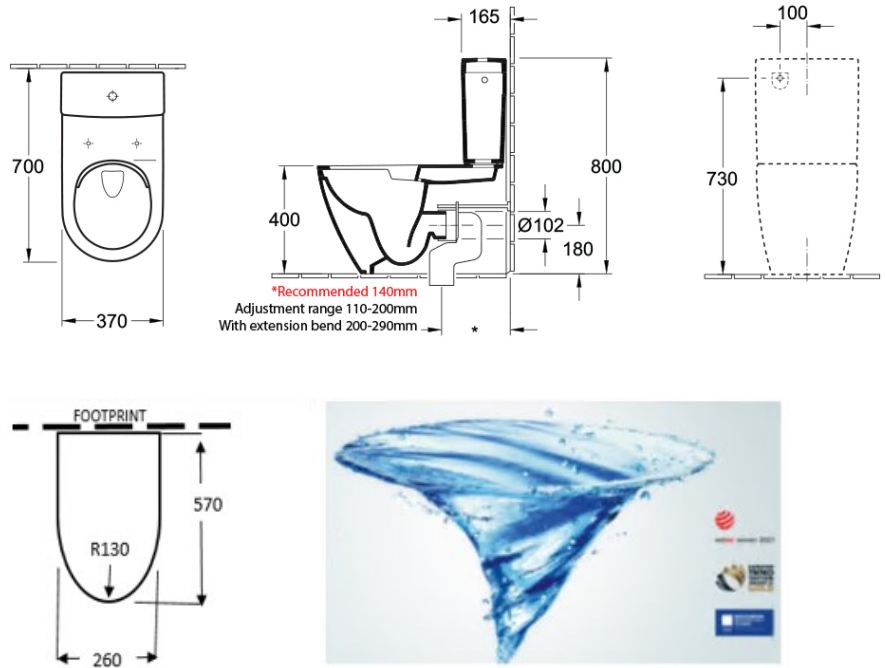 165
100
700
400
800
730
Ø102
180
*Recommended 140mm
Adjustment range 110-200mm
With extension bend 200-290mm
*
370
FOOTPRINT
570
R130
260